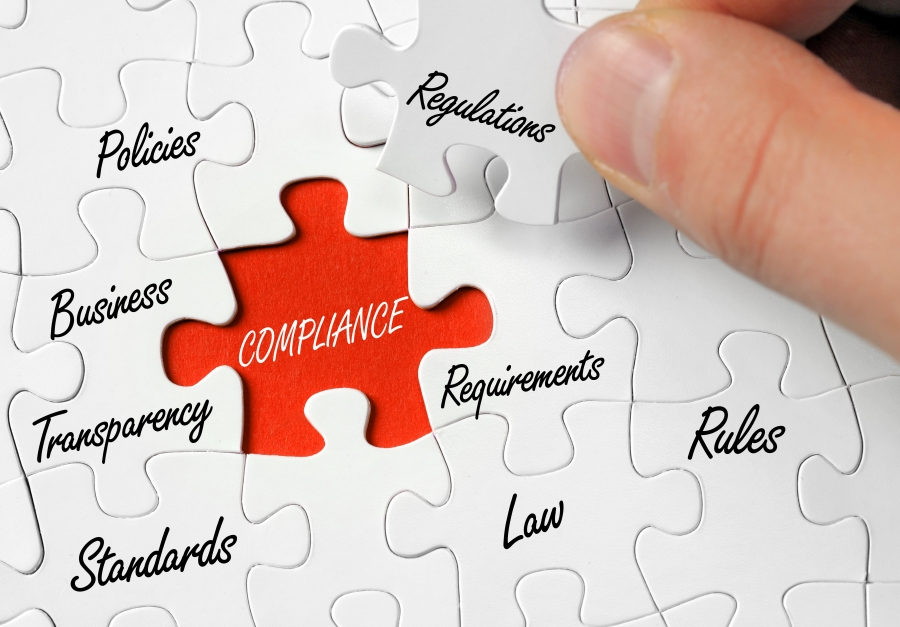 Regulations
Policies
Business
COMPLIANCE
Requirements
Transparency
Rules
Law
Standards